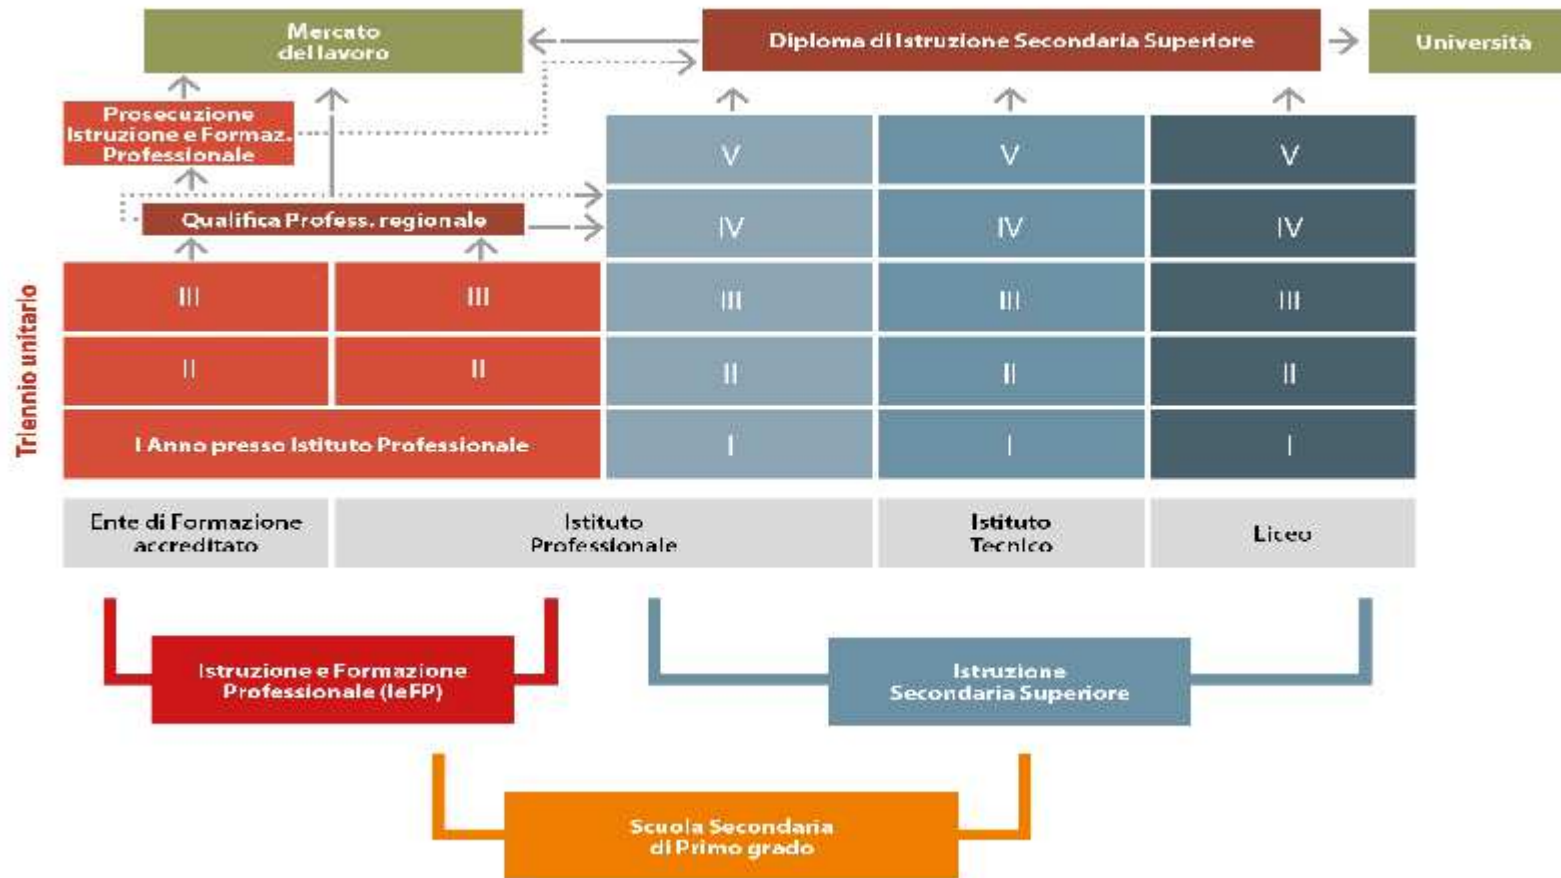 Mercato
del lavoro
Diploma di Istruzione Secondaria Superiore
Università
Prosecuzione
Istruzione e Formaz.
Professionale
V
V
V
Qualifica Profess. regionale
IV
IV
IV
Triennio unitario
III
III
III
III
III
II
II
II
II
II
I Anno presso Istituto Professionale
I
I
I
Ente di Formazione
accreditato
Istituto
Professionale
Istituto
Tecnico
Liceo
Istruzione e Formazione
Professionale (IeFP)
Istruzione
Secondaria Superiore
Scuola Secondaria
di Primo grado